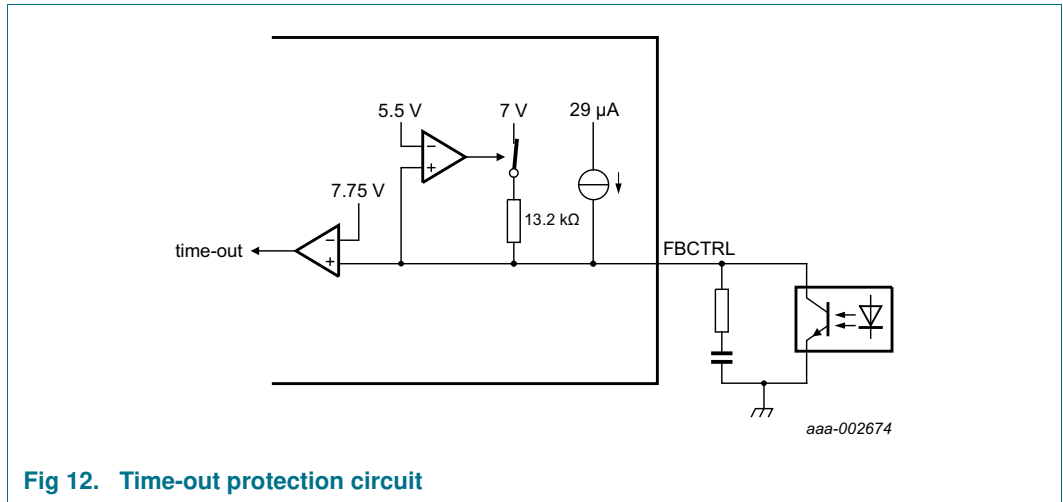 5.5 V
7 V
29 μA
7.75 V
−
+
−
+
13.2 kΩ
time-out
FBCTRL
aaa-002674
Fig 12. Time-out protection circuit